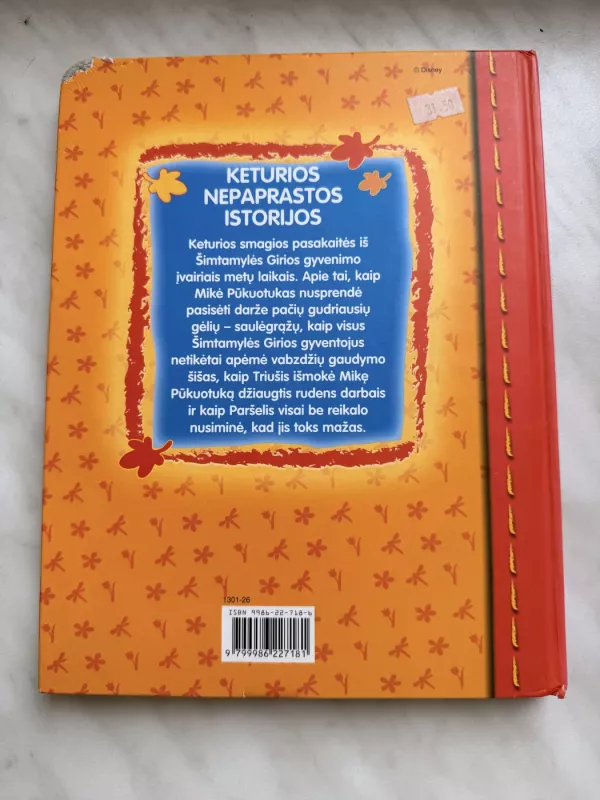 © Disney
21.50
KETURIOS
NEPAPRASTOS
ISTORIJOS
Keturios smagios pasakaitės iš
Šimtamylės Girios gyvenimo
įvairiais metų laikais. Apie tai, kaip
Mikė Pūkuotukas nusprendė
pasisėti darže pačių gudriausių
gėlių – saulėgrąžų, kaip visus
Šimtamylės Girios gyventojus
netikėtai apėmė vabzdžių gaudymo
šišas, kaip Triušis išmokė Mikę
Pūkuotuką džiaugtis rudens darbais
ir kaip Paršelis visai be reikalo
nusiminė, kad jis toks mažas.
1301-26
ISBN 9986-22-718-6
9 799986 227181